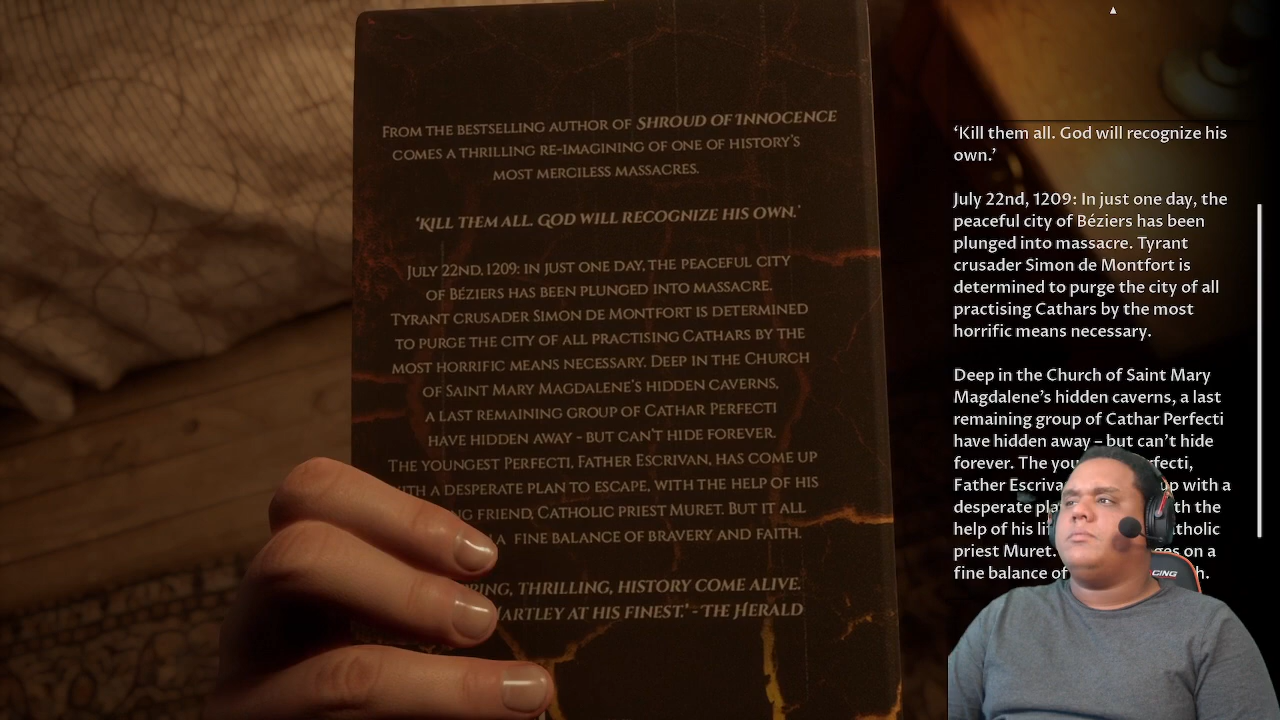 FROM THE BESTSELLING AUTHOR OF SHROUD OF INNOCENCE
COMES A THRILLING RE-IMAGINING OF ONE OF HISTORY'S
MOST MERCILESS MASSACRES.
'KILL THEM ALL. GOD WILL RECOGNIZE HIS OWN.'
JULY 22ND, 1209: IN JUST ONE DAY, THE PEACEFUL CITY
OF BÉZIERS HAS BEEN PLUNGED INTO MASSACRE.
TYRANT CRUSADER SIMON DE MONTFORT IS DETERMINED
TO PURGE THE CITY OF ALL PRACTISING CATHARS BY THE
MOST HORRIFIC MEANS NECESSARY. DEEP IN THE CHURCH
OF SAINT MARY MAGDALENE'S HIDDEN CAVERNS,
A LAST REMAINING GROUP OF CATHAR PERFECTI
HAVE HIDDEN AWAY - BUT CAN'T HIDE FOREVER.
THE YOUNGEST PERFECTI, FATHER ESCRIVAN, HAS COME UP
WITH A DESPERATE PLAN TO ESCAPE, WITH THE HELP OF HIS
FRIEND, CATHOLIC PRIEST MURET. BUT IT ALL
A FINE BALANCE OF BRAVERY AND FAITH.
THRILLING, HISTORY COME ALIVE.
AT HIS FINEST.' - THE HERALD
'Kill them all. God will recognize his
own.'
July 22nd, 1209: In just one day, the
peaceful city of Béziers has been
plunged into massacre. Tyrant
crusader Simon de Montfort is
determined to purge the city of all
practising Cathars by the most
horrific means necessary.
Deep in the Church of Saint Mary
Magdalene's hidden caverns, a last
remaining group of Cathar Perfecti
have hidden away – but can't hide
forever. The
Father up with a
desperate the
help of his
priest Muret. on a
fine balance of